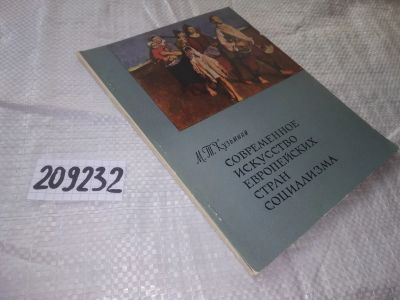 М.Т.Кузьмина
СОВРЕМЕННОЕ
ИСКУССТВО
ЕВРОПЕЙСКИХ
СТРАН
СОЦИАЛИЗМА
209232